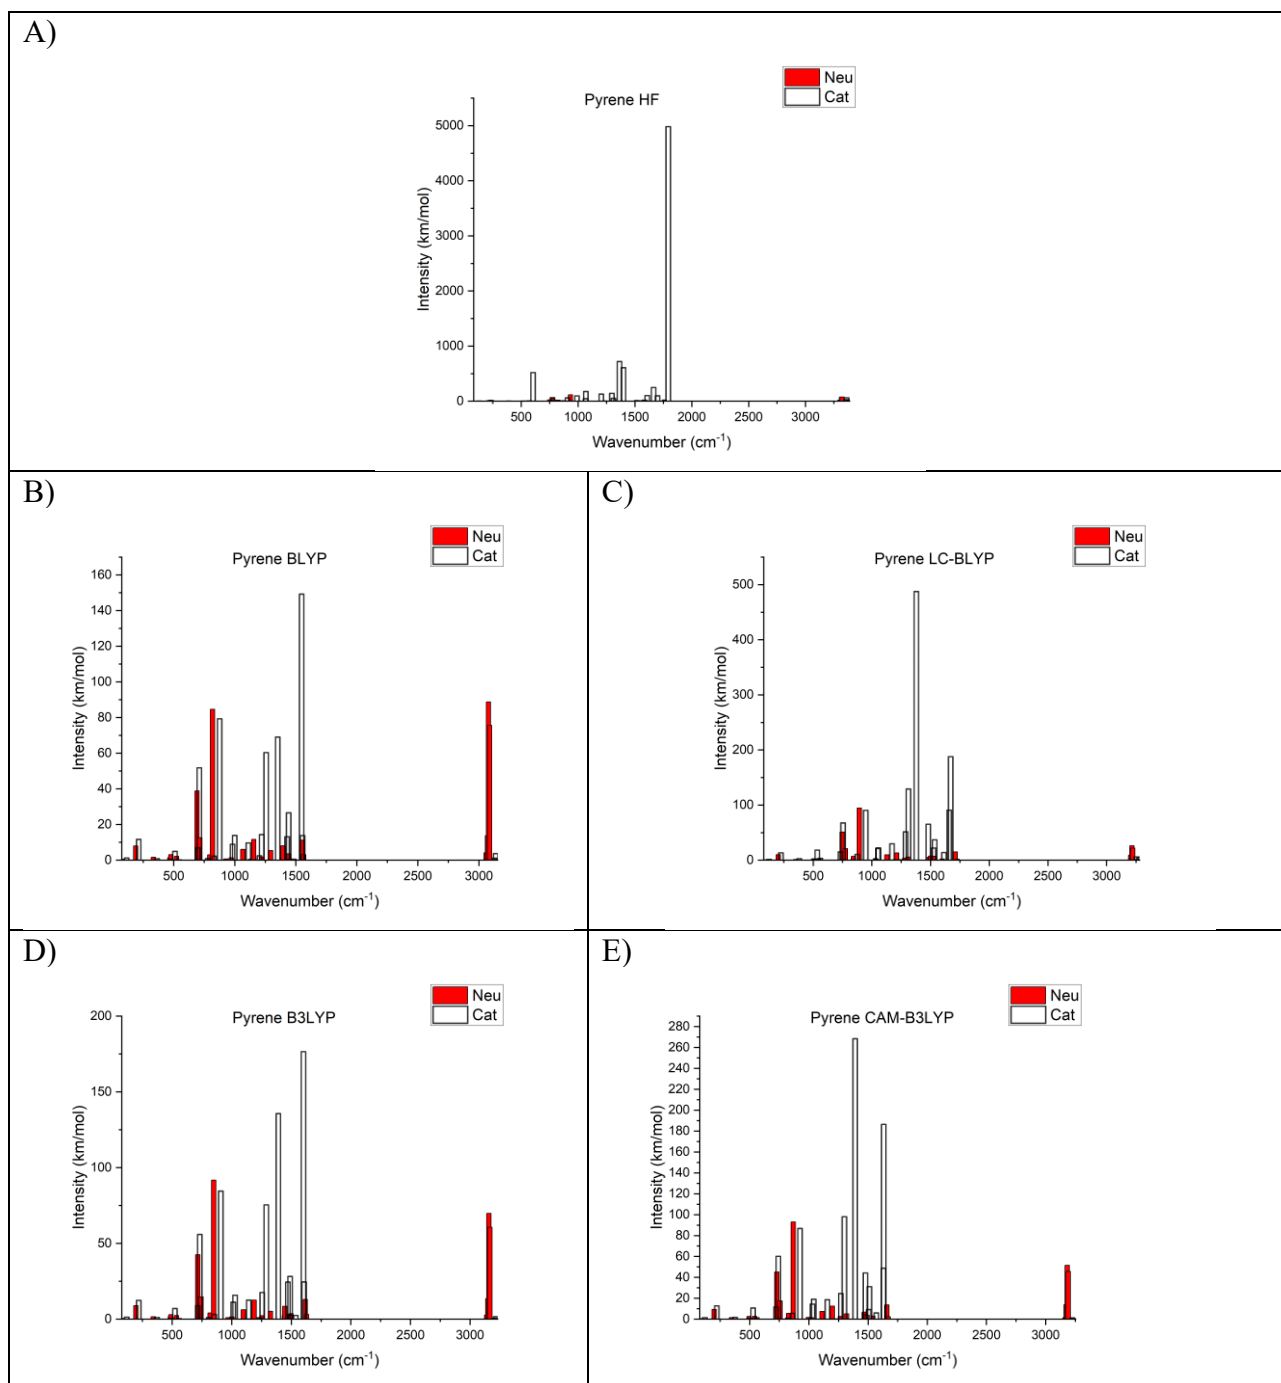 A)
Neu
Cat
Pyrene HF
5000
4000
3000
2000
1000
0
Intensity (km/mol)
500 1000 1500 2000 2500 3000
Wavenumber (cm⁻¹)
B)
Neu
Cat
Pyrene BLYP
160
140
120
100
80
60
40
20
0
Intensity (km/mol)
500 1000 1500 2000 2500 3000
Wavenumber (cm⁻¹)
C)
Neu
Cat
Pyrene LC-BLYP
500
400
300
200
100
0
Intensity (km/mol)
500 1000 1500 2000 2500 3000
Wavenumber (cm⁻¹)
D)
Neu
Cat
Pyrene B3LYP
200
150
100
50
0
Intensity (km/mol)
500 1000 1500 2000 2500 3000
Wavenumber (cm⁻¹)
E)
Neu
Cat
Pyrene CAM-B3LYP
280
260
240
220
200
180
160
140
120
100
80
60
40
20
0
Intensity (km/mol)
500 1000 1500 2000 2500 3000
Wavenumber (cm⁻¹)